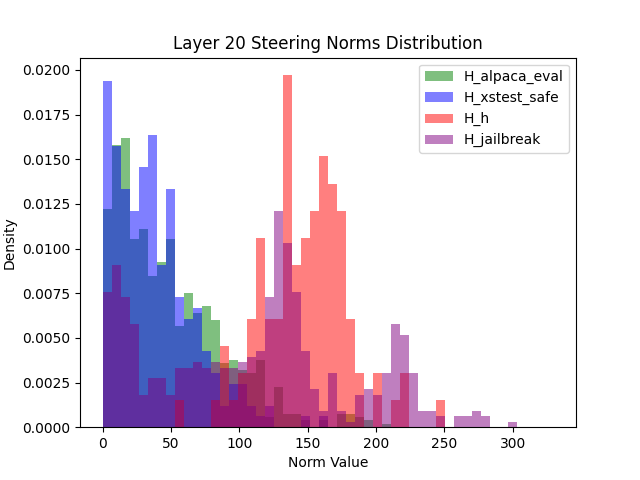 Layer 20 Steering Norms Distribution
H_alpaca_eval
H_xstest_safe
H_h
H_jailbreak
Density
0.0200
0.0175
0.0150
0.0125
0.0100
0.0075
0.0050
0.0025
0.0000
0 50 100 150 200 250 300
Norm Value